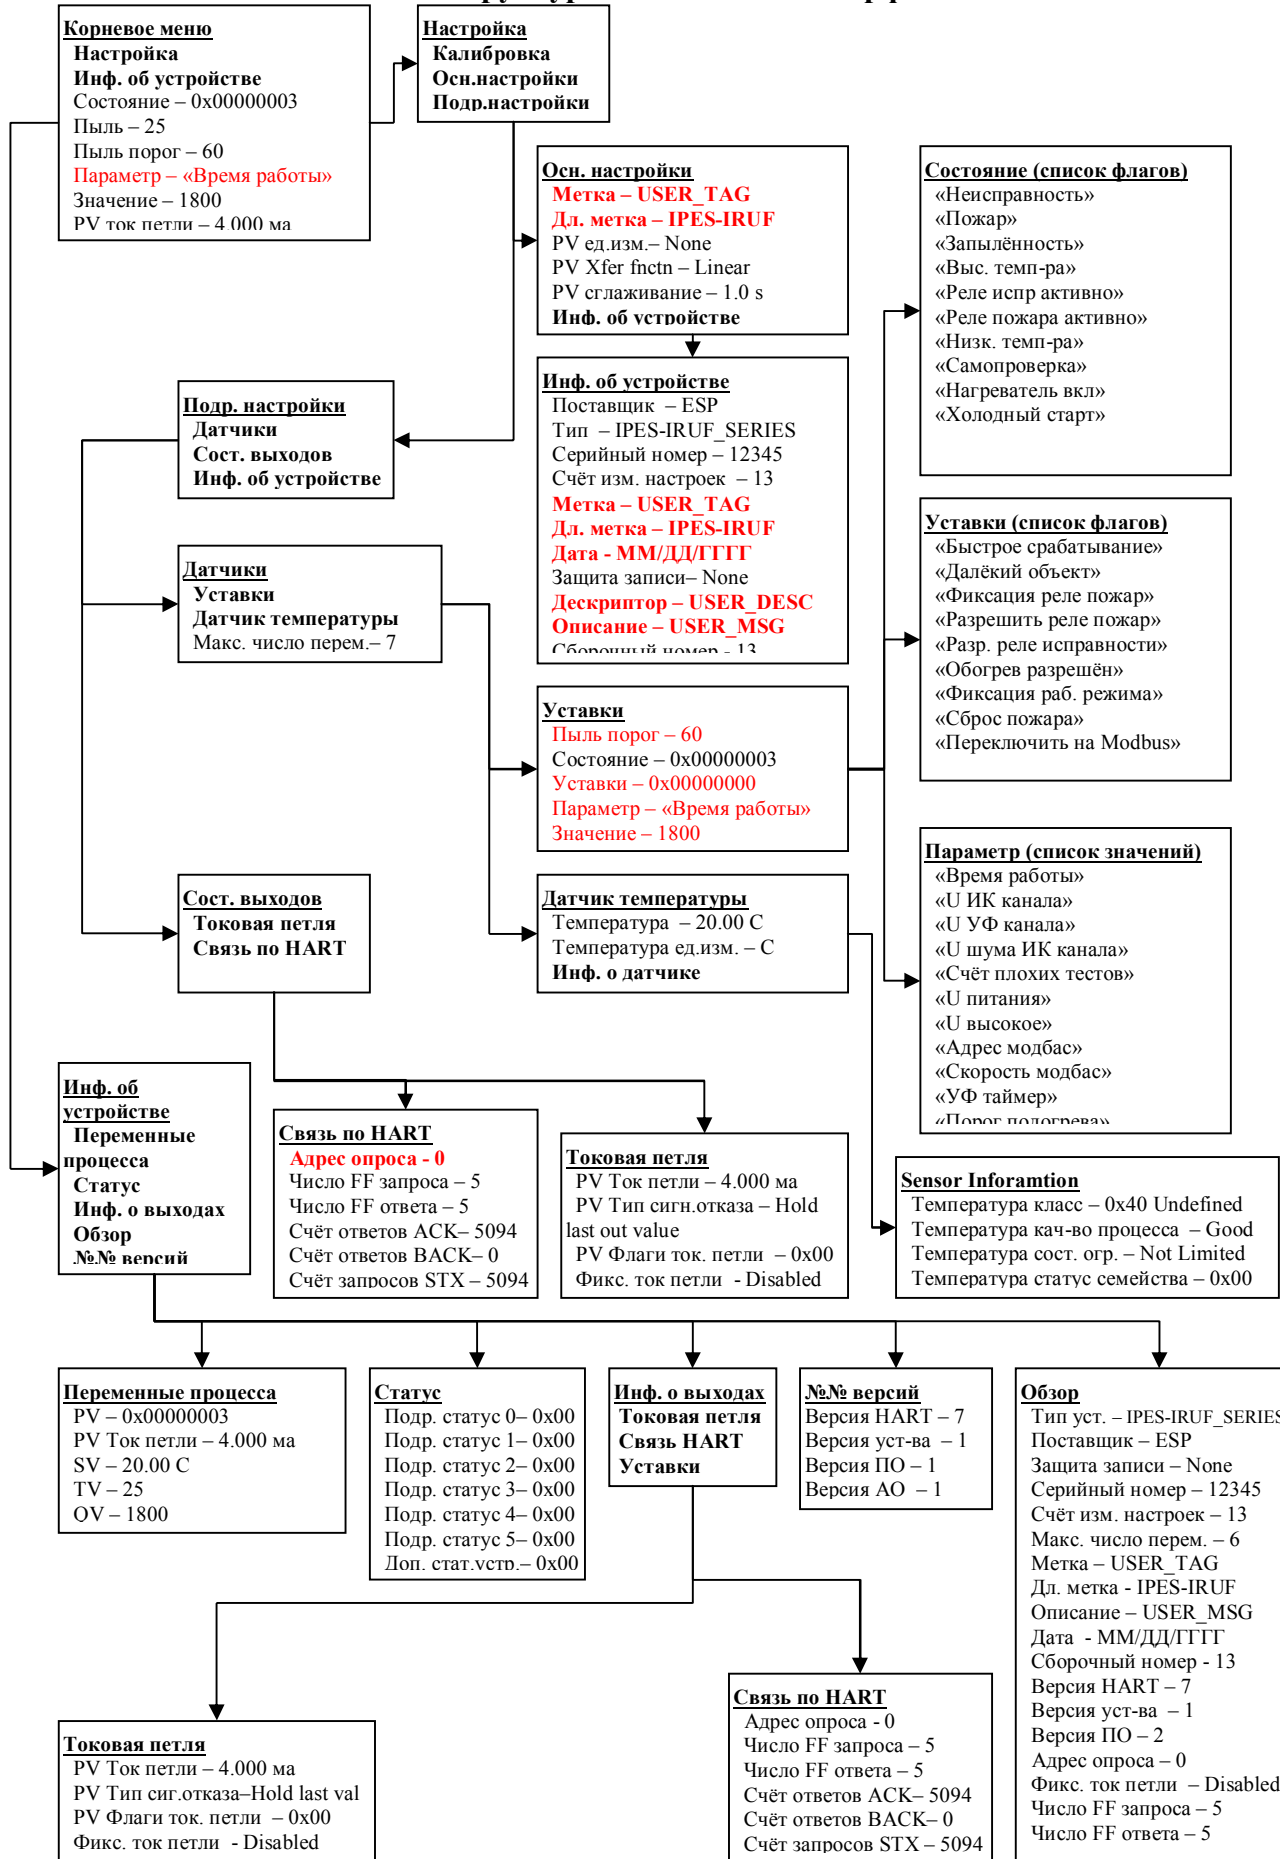 Корневое меню
Настройка
Инф. об устройстве
Состояние – 0x00000003
Пыль – 25
Пыль порог – 60
Параметр – «Время работы»
Значение – 1800
PV ток петли – 4.000 ма
Настройка
Калибровка
Осн.настройки
Подр.настройки
Осн. настройки
Метка – USER_TAG
Дл. метка – IPES-IRUF
PV ед.изм.– None
PV Xfer fnctn – Linear
PV сглаживание – 1.0 s
Инф. об устройстве
Состояние (список флагов)
«Неисправность»
«Пожар»
«Запылённость»
«Выс. темп-ра»
«Реле испр активно»
«Реле пожара активно»
«Низк. темп-ра»
«Самопроверка»
«Нагреватель вкл»
«Холодный старт»
Подр. настройки
Датчики
Сост. выходов
Инф. об устройстве
Инф. об устройстве
Поставщик – ESP
Тип – IPES-IRUF_SERIES
Серийный номер – 12345
Счёт изм. настроек – 13
Метка – USER_TAG
Дл. метка – IPES-IRUF
Дата - ММ/ДД/ГГГГ
Защита записи– None
Дескриптор – USER_DESC
Описание – USER_MSG
Сборочный номер - 13
Уставки (список флагов)
«Быстрое срабатывание»
«Далёкий объект»
«Фиксация реле пожар»
«Разрешить реле пожар»
«Разр. реле исправности»
«Обогрев разрешён»
«Фиксация раб. режима»
«Сброс пожара»
«Переключить на Modbus»
Датчики
Уставки
Датчик температуры
Макс. число перем.– 7
Уставки
Пыль порог – 60
Состояние – 0x00000003
Уставки – 0x00000000
Параметр – «Время работы»
Значение – 1800
Параметр (список значений)
«Время работы»
«U ИК канала»
«U УФ канала»
«U шума ИК канала»
«Счёт плохих тестов»
«U питания»
«U высокое»
«Адрес модбас»
«Скорость модбас»
«УФ таймер»
«Порог подогрева»
Сост. выходов
Токовая петля
Связь по HART
Датчик температуры
Температура – 20.00 С
Температура ед.изм. – С
Инф. о датчике
Инф. об
устройстве
Переменные
процесса
Статус
Инф. о выходах
Обзор
№№ версий
Связь по HART
Адрес опроса - 0
Число FF запроса – 5
Число FF ответа – 5
Счёт ответов ACK– 5094
Счёт ответов BACK– 0
Счёт запросов STX – 5094
Токовая петля
PV Ток петли – 4.000 ма
PV Тип сигн.отказа – Hold
last out value
PV Флаги ток. петли – 0x00
Фикс. ток петли - Disabled
Sensor Inforamtion
Температура класс – 0x40 Undefined
Температура кач-во процесса – Good
Температура сост. огр. – Not Limited
Температура статус семейства – 0x00
Переменные процесса
PV – 0x00000003
PV Ток петли – 4.000 ма
SV – 20.00 С
TV – 25
QV – 1800
Статус
Подр. статус 0– 0x00
Подр. статус 1– 0x00
Подр. статус 2– 0x00
Подр. статус 3– 0x00
Подр. статус 4– 0x00
Подр. статус 5– 0x00
Доп. стат.устр.– 0x00
Инф. о выходах
Токовая петля
Связь HART
Уставки
№№ версий
Версия HART – 7
Версия уст-ва – 1
Версия ПО – 1
Версия АО – 1
Обзор
Тип уст. – IPES-IRUF_SERIES
Поставщик – ESP
Защита записи – None
Серийный номер – 12345
Счёт изм. настроек – 13
Макс. число перем. – 6
Метка – USER_TAG
Дл. метка - IPES-IRUF
Описание – USER_MSG
Дата - ММ/ДД/ГГГГ
Сборочный номер - 13
Версия HART – 7
Версия уст-ва – 1
Версия ПО – 2
Адрес опроса – 0
Фикс. ток петли – Disabled
Число FF запроса – 5
Число FF ответа – 5
Токовая петля
PV Ток петли – 4.000 ма
PV Тип сиг.отказа–Hold last val
PV Флаги ток. петли – 0x00
Фикс. ток петли - Disabled
Связь по HART
Адрес опроса - 0
Число FF запроса – 5
Число FF ответа – 5
Счёт ответов ACK– 5094
Счёт ответов BACK– 0
Счёт запросов STX – 5094